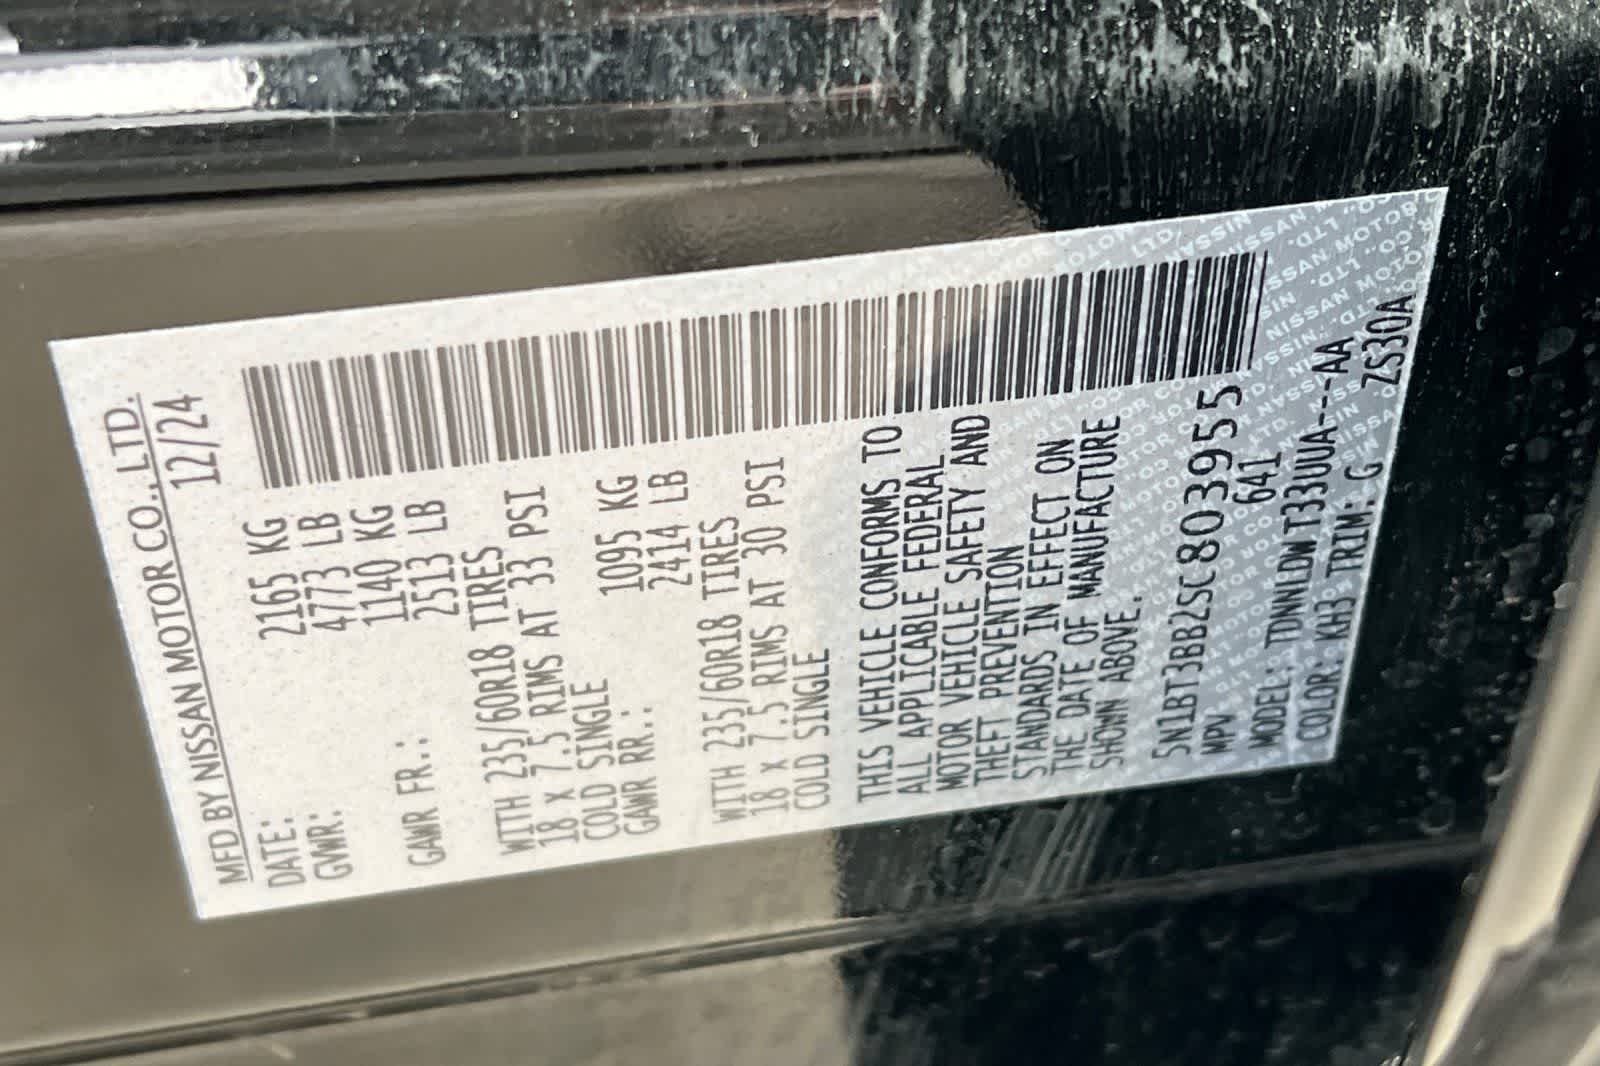 MFD BY NISSAN MOTOR CO., LTD.
DATE: 12/24
GVWR: 2165 KG
4773 LB
GAWR FR.: 1140 KG
2513 LB
WITH 235/60R18 TIRES
18 x 7.5 RIMS AT 33 PSI
COLD SINGLE
GAWR RR.: 1095 KG
2414 LB
WITH 235/60R18 TIRES
18 x 7.5 RIMS AT 30 PSI
COLD SINGLE
THIS VEHICLE CONFORMS TO
ALL APPLICABLE FEDERAL
MOTOR VEHICLE SAFETY AND
THEFT PREVENTION
STANDARDS IN EFFECT ON
THE DATE OF MANUFACTURE
SHOWN ABOVE.
5N1BT3BB2SC803955
MPV 641
MODEL: TDNNLDWT33UUA---AA
COLOR: KH3 TRIM: G ZS30A